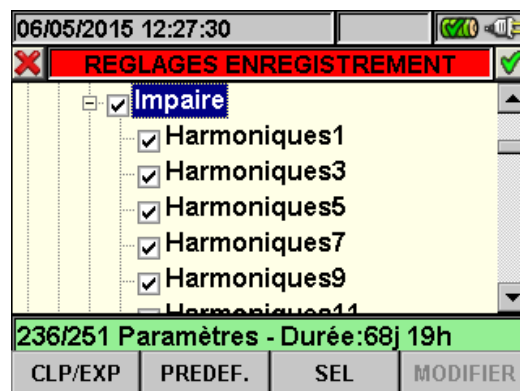 06/05/2015 12:27:30
REGLAGES ENREGISTREMENT
Impaire
Harmoniques1
Harmoniques3
Harmoniques5
Harmoniques7
Harmoniques9
Harmoniques11
236/251 Paramètres - Durée:68j 19h
CLP/EXP PREDEF. SEL MODIFIER